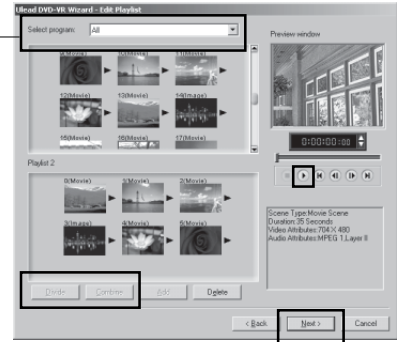 Ulead DVD-VR Wizard - Edit Playlist
Select program: All
Preview window
9(Movie) 10(Movie) 11(Movie)
12(Movie) 13(Movie) 14(Image)
15(Movie) 16(Movie) 17(Movie)
0:00:00:00
Playlist 2
0(Movie) 1(Movie) 2(Movie)
3(Image) 4(Movie)
Scene Type:Movie Scene
Duration:35 Seconds
Video Attributes:704 X 480
Audio Attributes:MPEG 1,Layer II
Divide Combine Add Delete
< Back Next > Cancel